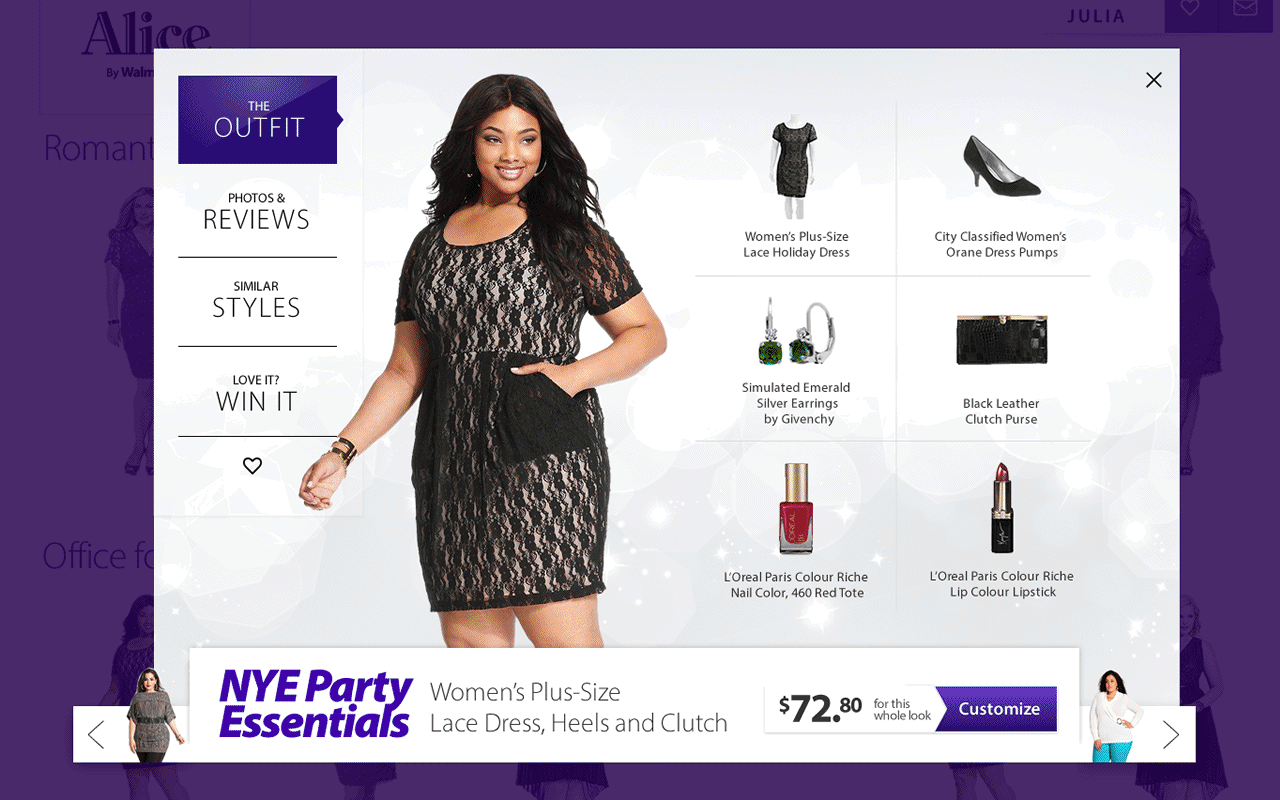 Alice
By Walm
JULIA
Romant
Office fo
THE
OUTFIT
PHOTOS &
REVIEWS
SIMILAR
STYLES
LOVE IT?
WIN IT
Women’s Plus-Size
Lace Holiday Dress
City Classified Women’s
Orane Dress Pumps
Simulated Emerald
Silver Earrings
by Givenchy
Black Leather
Clutch Purse
L'OREAL
L’Oreal Paris Colour Riche
Nail Color, 460 Red Tote
L’Oreal Paris Colour Riche
Lip Colour Lipstick
NYE Party
Essentials
Women’s Plus-Size
Lace Dress, Heels and Clutch
$72.80
for this
whole look
Customize